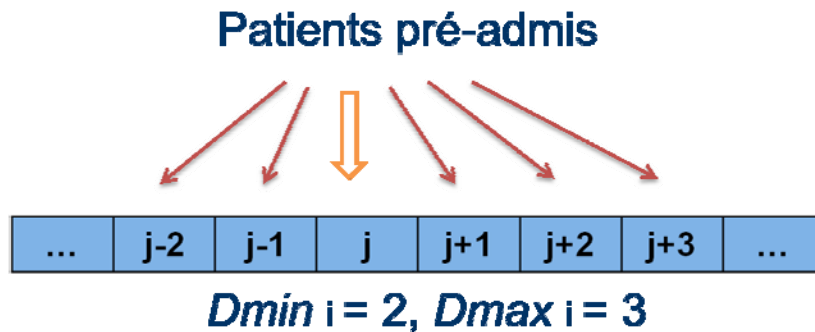 Patients pré-admis
... j-2 j-1 j j+1 j+2 j+3 ...
Dmin i = 2, Dmax i = 3